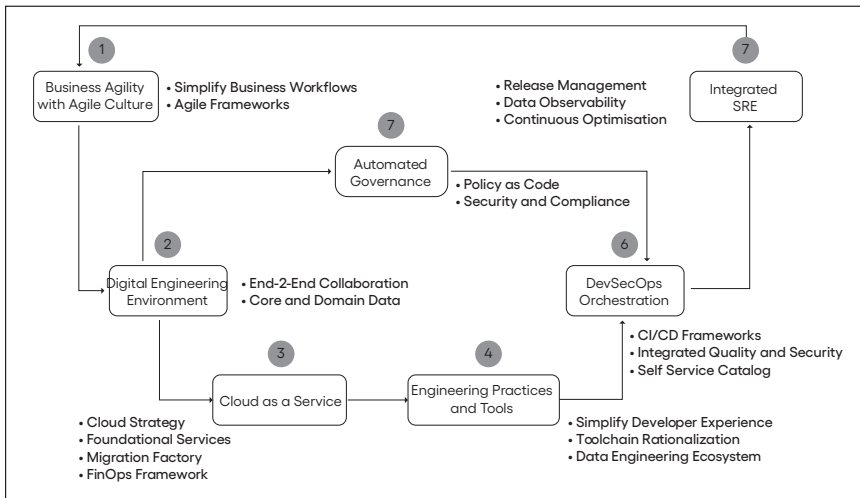 1
Business Agility
with Agile Culture
• Simplify Business Workflows
• Agile Frameworks
• Release Management
• Data Observability
• Continuous Optimisation
7
Integrated
SRE
7
Automated
Governance
• Policy as Code
• Security and Compliance
2
Digital Engineering
Environment
• End-2-End Collaboration
• Core and Domain Data
6
DevSecOps
Orchestration
• CI/CD Frameworks
• Integrated Quality and Security
• Self Service Catalog
3
Cloud as a Service
• Cloud Strategy
• Foundational Services
• Migration Factory
• FinOps Framework
4
Engineering Practices
and Tools
• Simplify Developer Experience
• Toolchain Rationalization
• Data Engineering Ecosystem